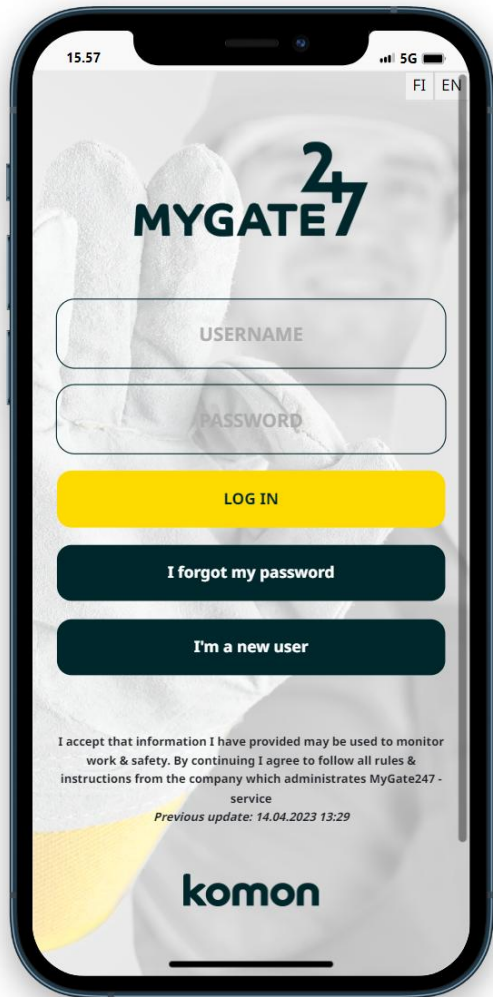 15.57 5G
FI EN
MYGATE247
USERNAME
PASSWORD
LOG IN
I forgot my password
I'm a new user
I accept that information I have provided may be used to monitor
work & safety. By continuing I agree to follow all rules &
instructions from the company which administrates MyGate247 -
service
Previous update: 14.04.2023 13:29
komon